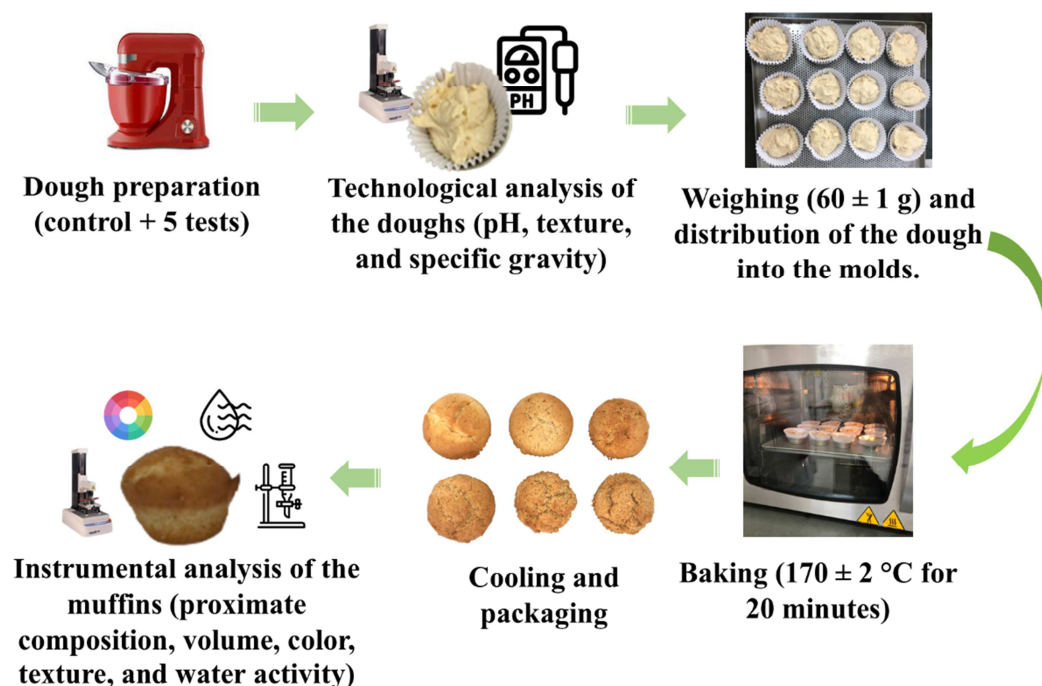 PH
Dough preparation
(control + 5 tests)
Technological analysis of
the doughs (pH, texture,
and specific gravity)
Weighing (60 ± 1 g) and
distribution of the dough
into the molds.
Baking (170 ± 2 °C for
20 minutes)
Cooling and
packaging
Instrumental analysis of the
muffins (proximate
composition, volume, color,
texture, and water activity)